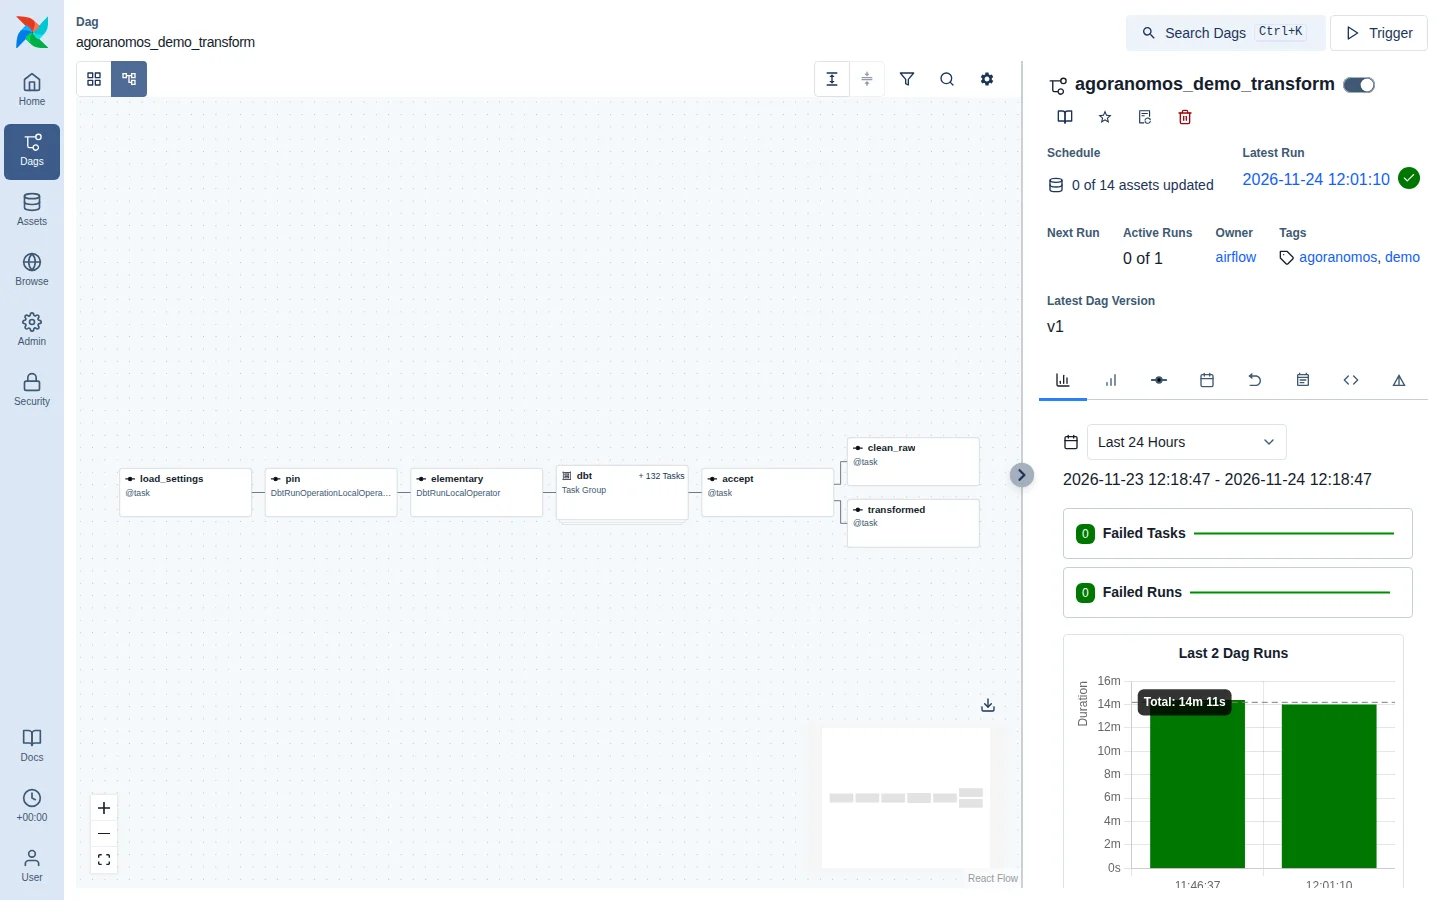 Dag
agoranomos_demo_transform
Search Dags Ctrl+K
Trigger
Home
Dags
Assets
Browse
Admin
Security
Docs
+00:00
User
load_settings
@task
pin
DbtRunOperationLocalOpera...
elementary
DbtRunLocalOperator
dbt + 132 Tasks
Task Group
accept
@task
clean_raw
@task
transformed
@task
React Flow
agoranomos_demo_transform
Schedule
0 of 14 assets updated
Latest Run
2026-11-24 12:01:10
Next Run
Active Runs
0 of 1
Owner
airflow
Tags
agoranomos, demo
Latest Dag Version
v1
Last 24 Hours
2026-11-23 12:18:47 - 2026-11-24 12:18:47
0 Failed Tasks
0 Failed Runs
Last 2 Dag Runs
Duration
16m
14m
12m
10m
8m
6m
4m
2m
0s
Total: 14m 11s
11:46:37
12:01:10